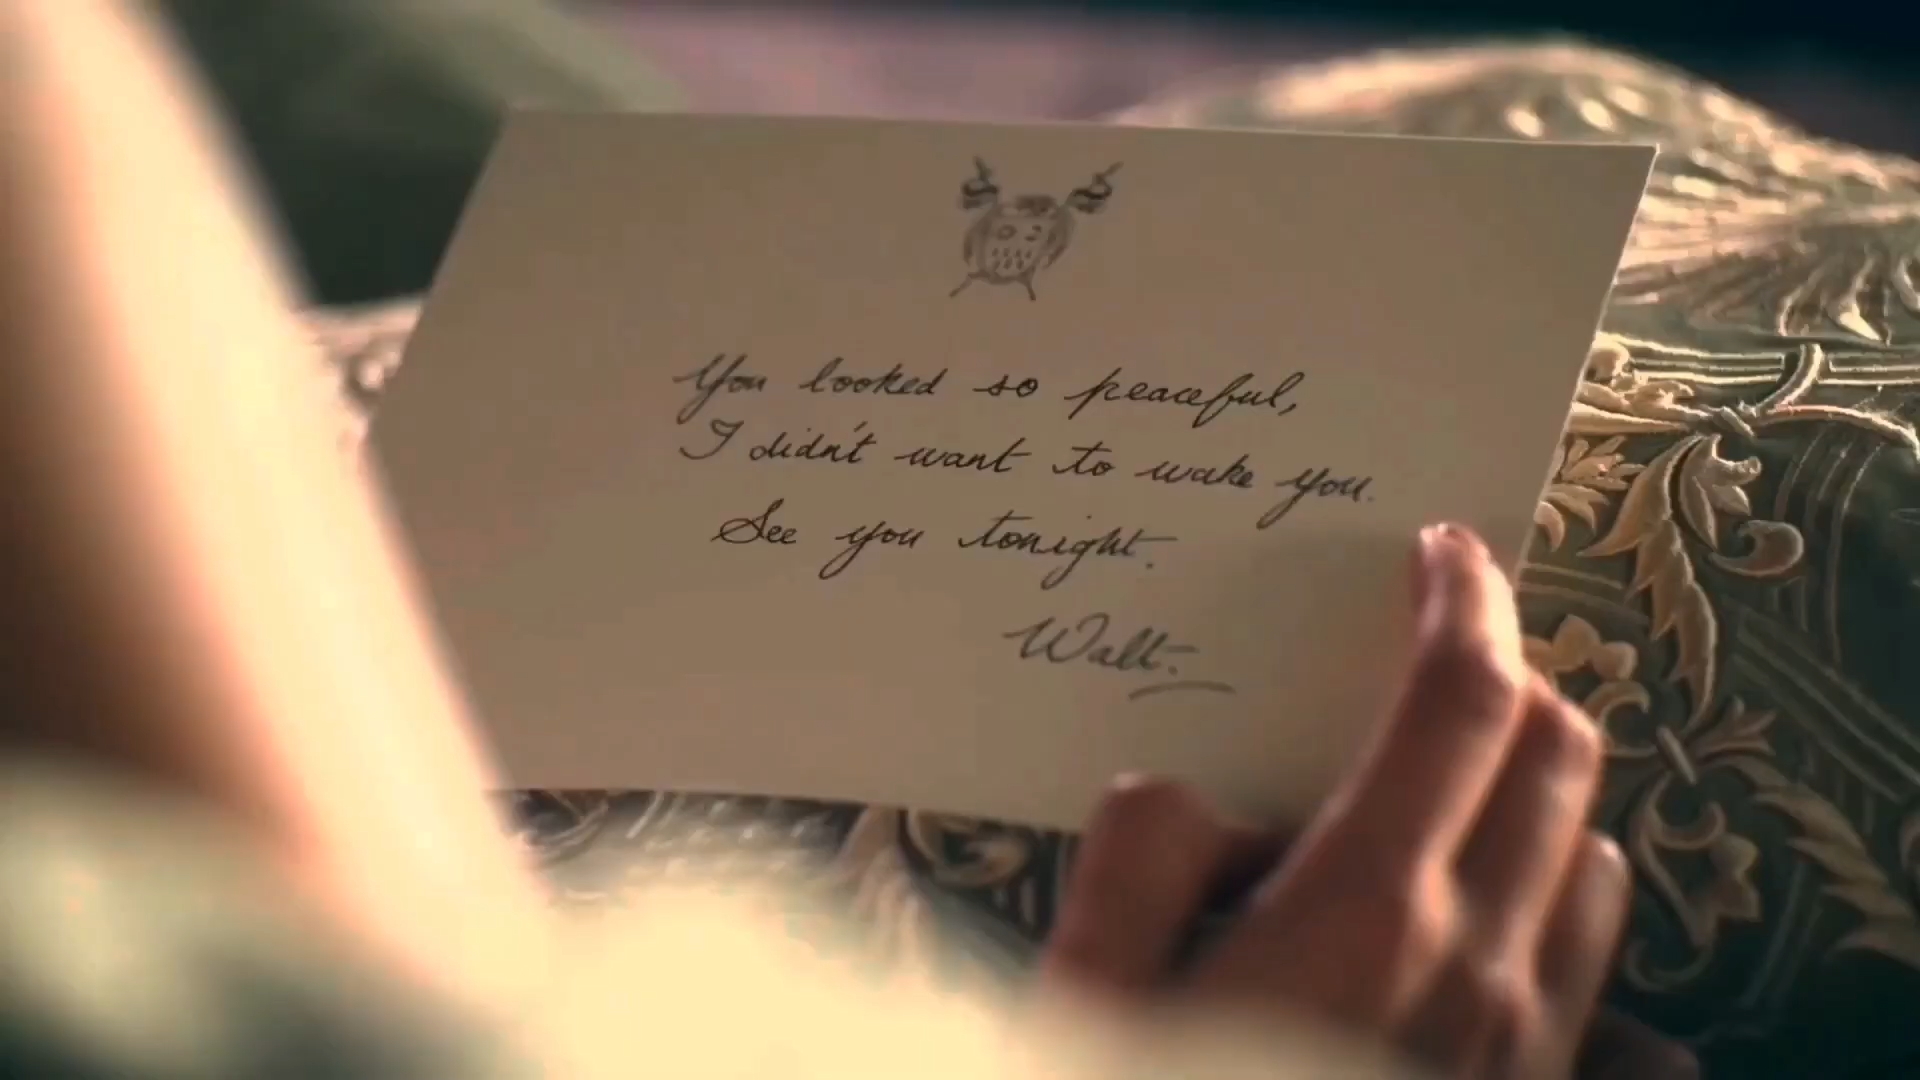 You looked so peaceful,
I didn't want to wake you.
See you tonight.
Walt.